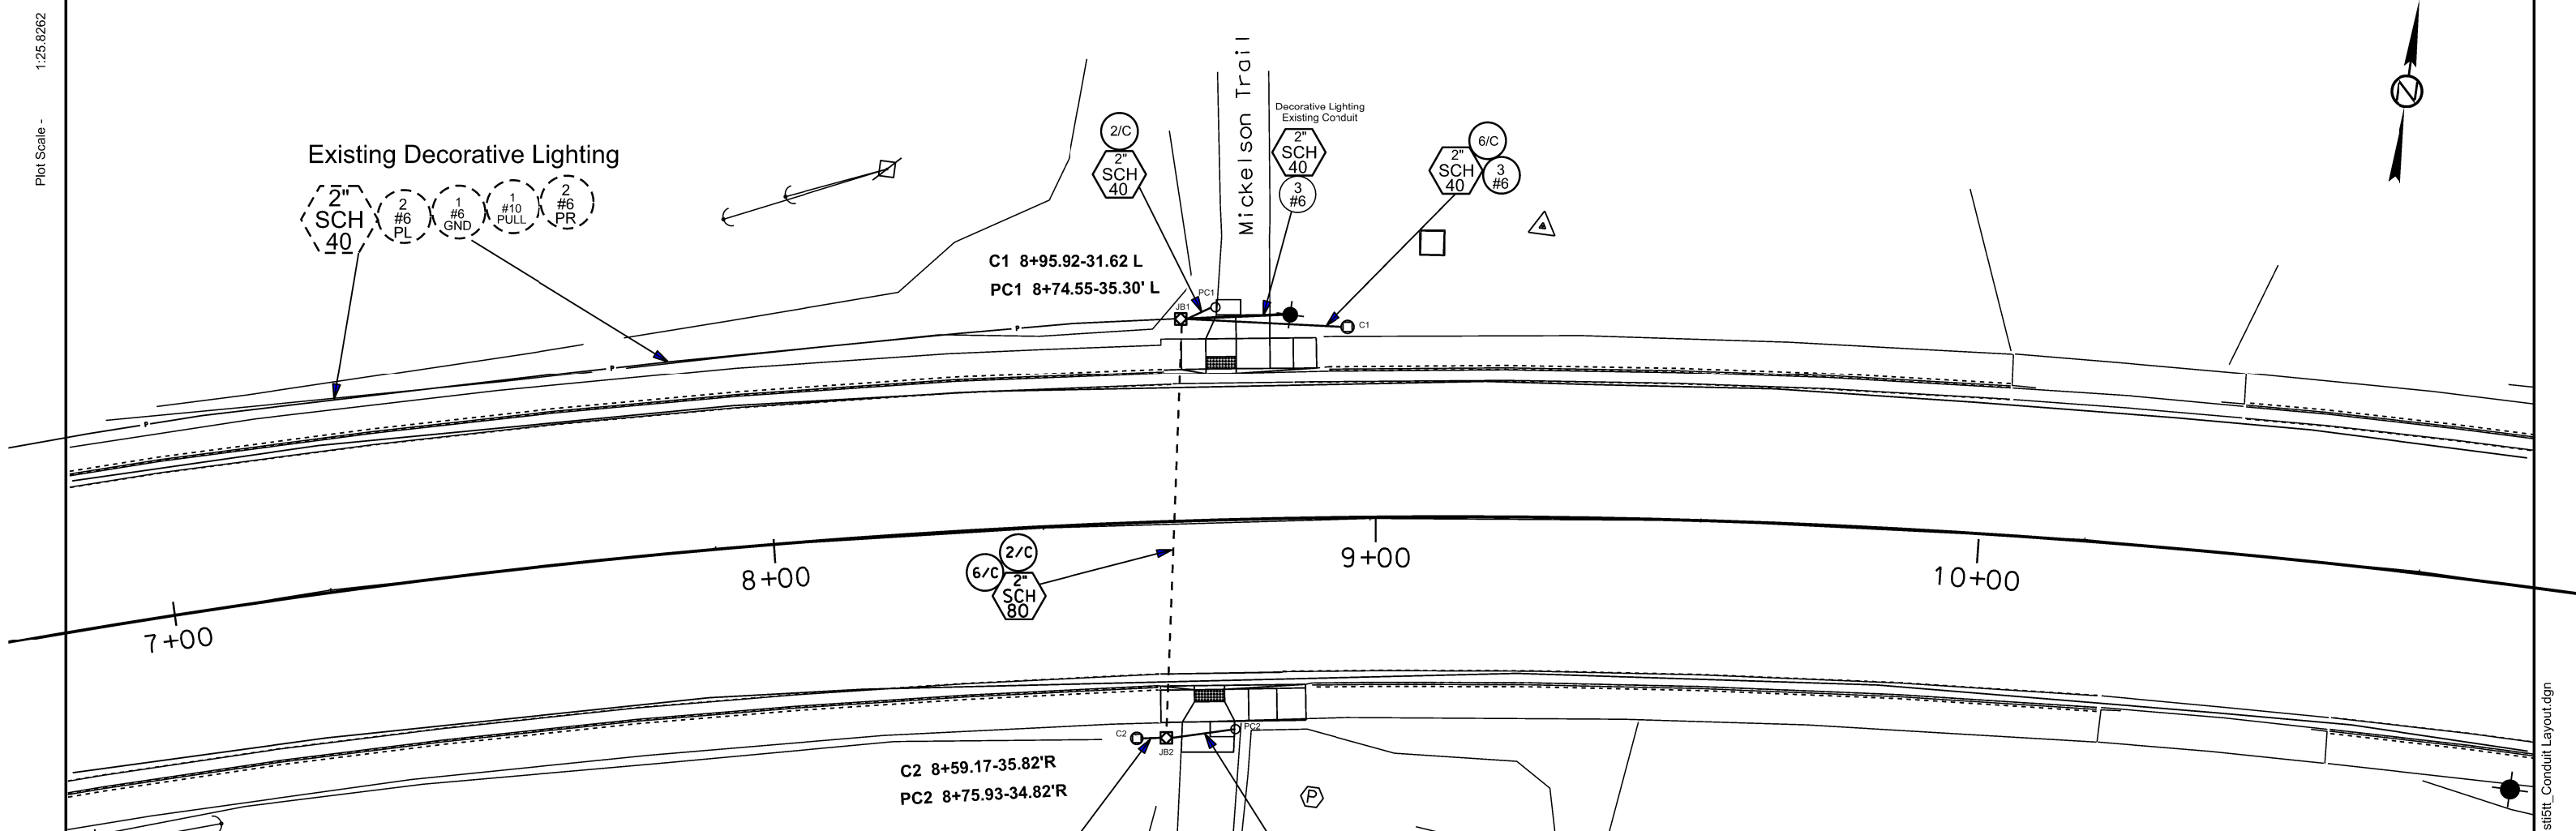 Plot Scale - 1:25.8262
Mickelson Trail
N
Decorative Lighting
Existing Conduit
2/C
2"
SCH
40
2"
SCH
40
3
#6
6/C
2"
SCH
40
3
#6
Existing Decorative Lighting
2"
SCH
40
2
#6
PL
1
#6
GND
1
#10
PULL
2
#6
PR
C1 8+95.92-31.62 L
PC1 8+74.55-35.30' L
PC1
JB1
C1
P
P
P
7+00
8+00
9+00
10+00
2/C
6/C
2"
SCH
80
C2
JB2
PC2
C2 8+59.17-35.82'R
PC2 8+75.93-34.82'R
P
sti5tt_Conduit Layout.dgn